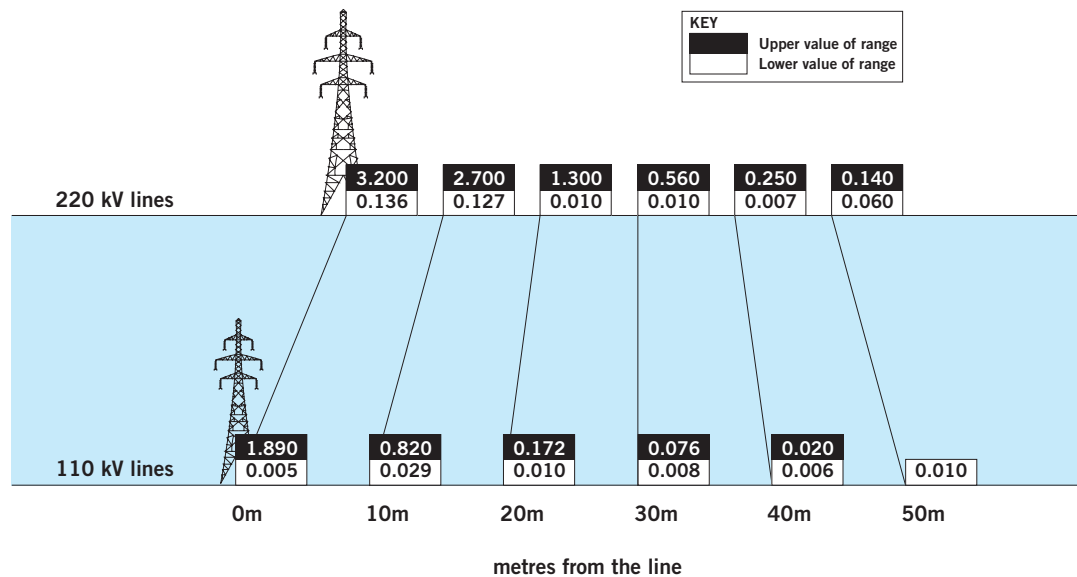 KEY
Upper value of range
Lower value of range
3.200 2.700 1.300 0.560 0.250 0.140
220 kV lines 0.136 0.127 0.010 0.010 0.007 0.060
1.890 0.820 0.172 0.076 0.020
110 kV lines 0.005 0.029 0.010 0.008 0.006 0.010
0m 10m 20m 30m 40m 50m
metres from the line